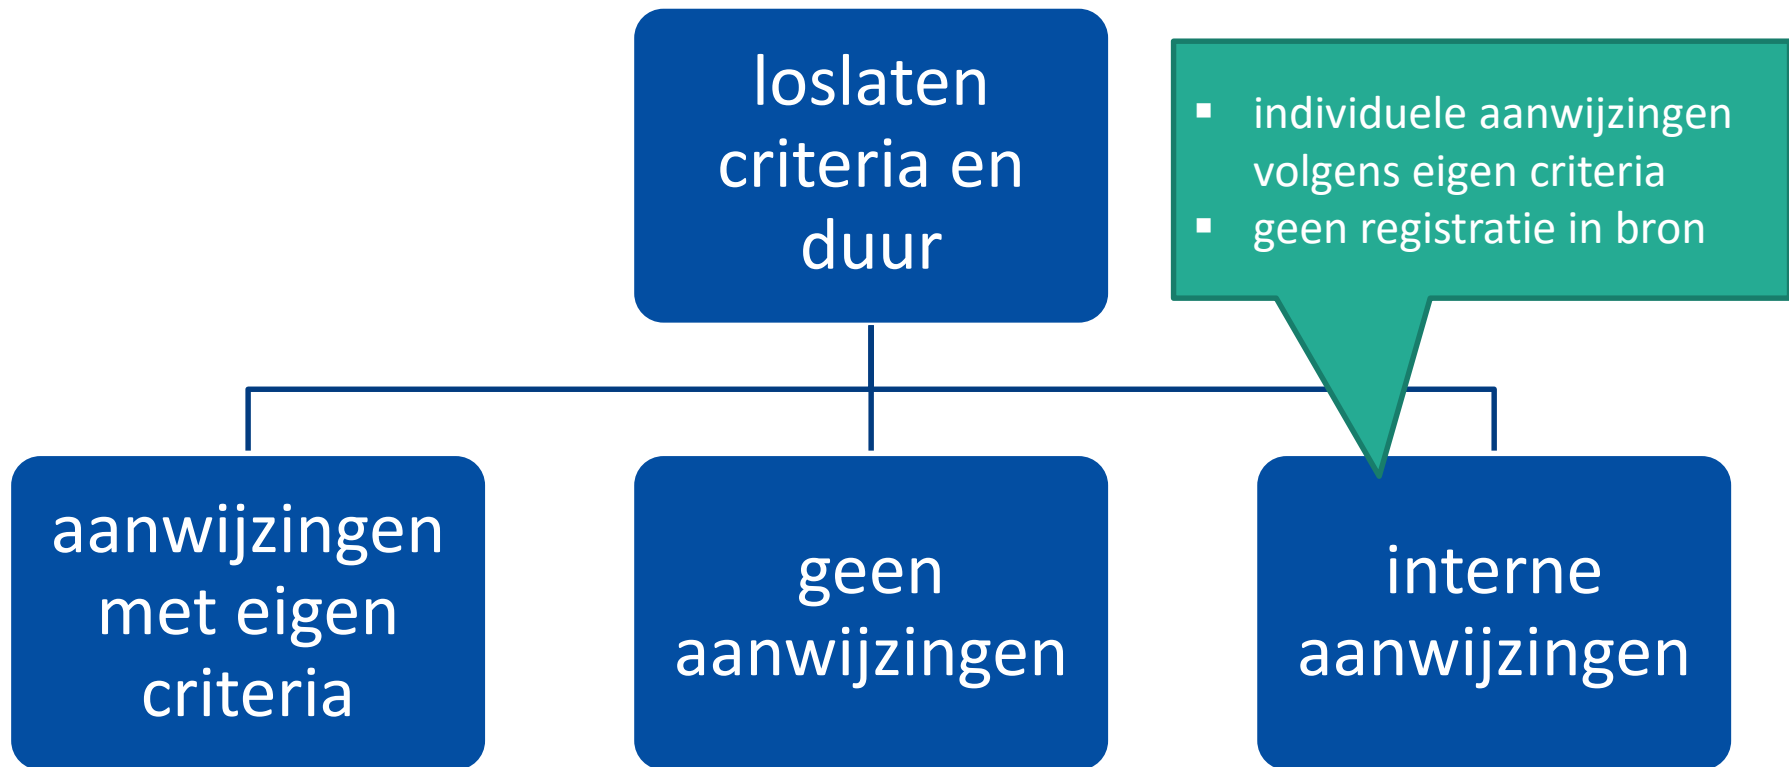 loslaten
criteria en
duur
▪ individuele aanwijzingen
volgens eigen criteria
▪ geen registratie in bron
aanwijzingen
met eigen
criteria
geen
aanwijzingen
interne
aanwijzingen